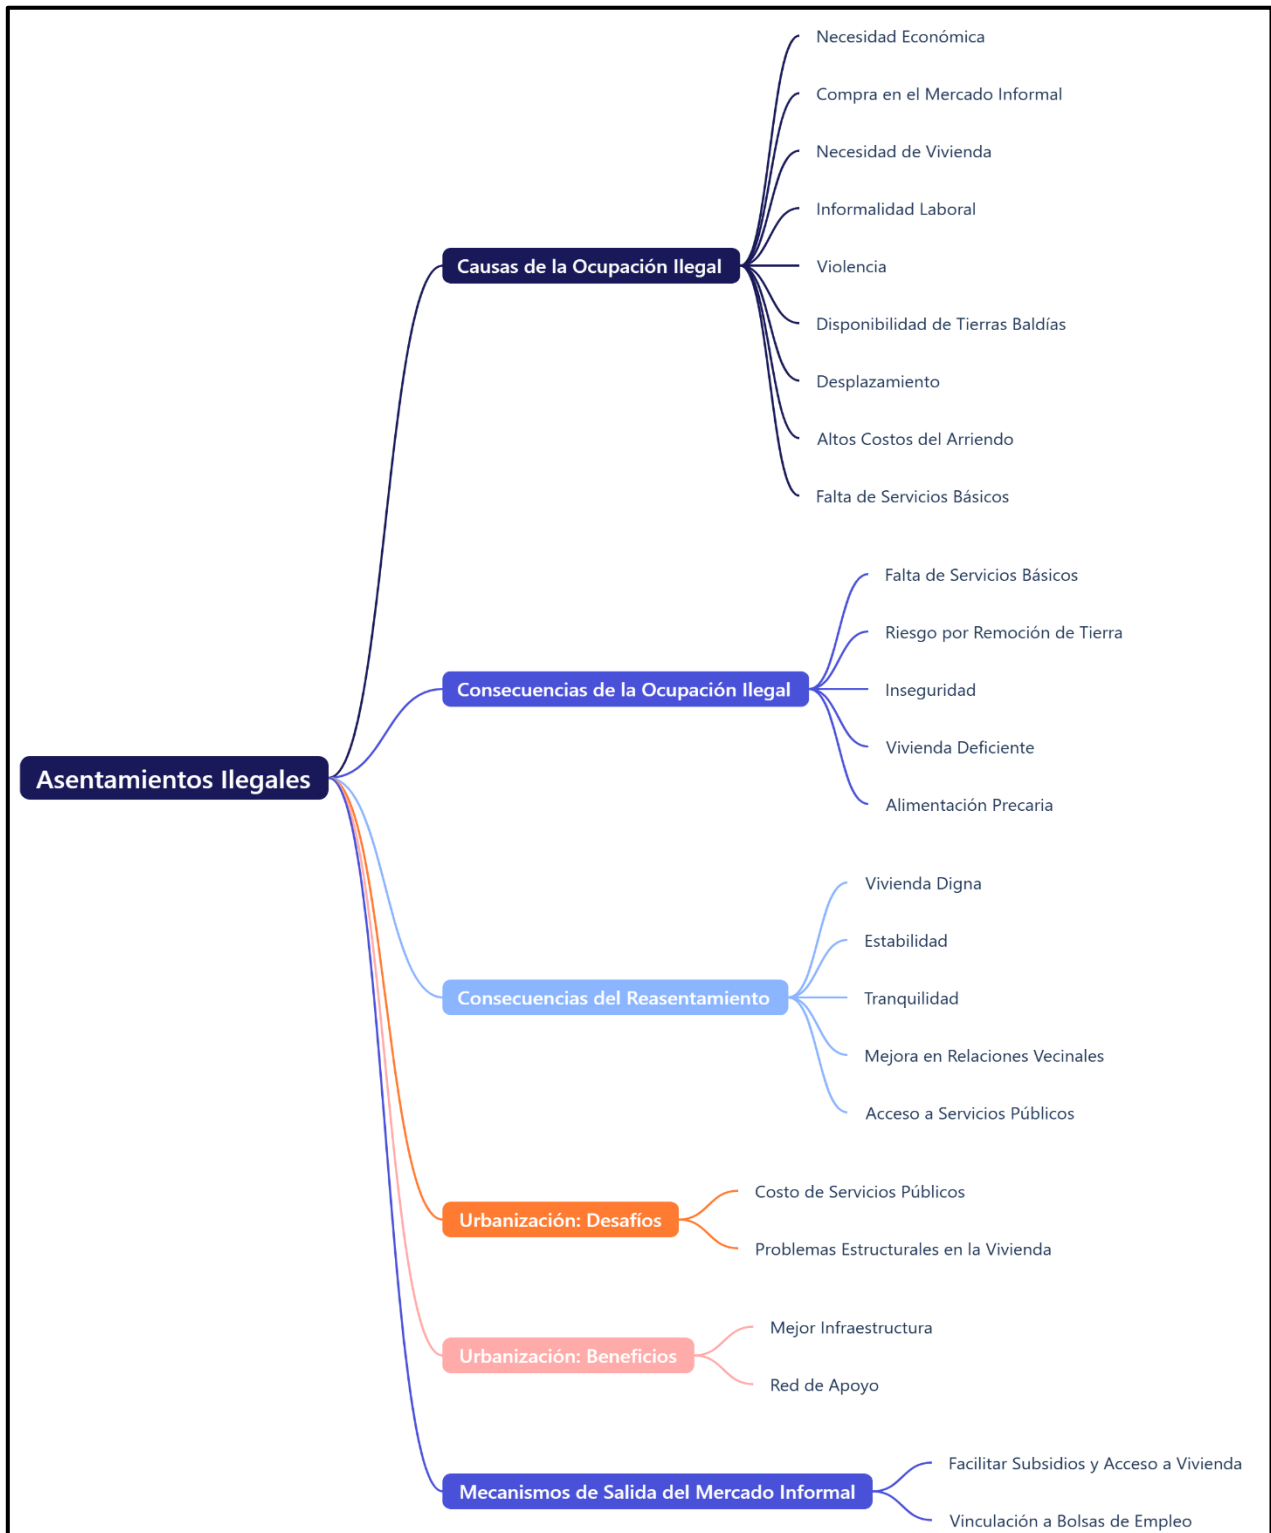 Asentamientos Ilegales
Causas de la Ocupación Ilegal
Necesidad Económica
Compra en el Mercado Informal
Necesidad de Vivienda
Informalidad Laboral
Violencia
Disponibilidad de Tierras Baldías
Desplazamiento
Altos Costos del Arriendo
Falta de Servicios Básicos
Consecuencias de la Ocupación Ilegal
Falta de Servicios Básicos
Riesgo por Remoción de Tierra
Inseguridad
Vivienda Deficiente
Alimentación Precaria
Consecuencias del Reasentamiento
Vivienda Digna
Estabilidad
Tranquilidad
Mejora en Relaciones Vecinales
Acceso a Servicios Públicos
Urbanización: Desafíos
Costo de Servicios Públicos
Problemas Estructurales en la Vivienda
Urbanización: Beneficios
Mejor Infraestructura
Red de Apoyo
Mecanismos de Salida del Mercado Informal
Facilitar Subsidios y Acceso a Vivienda
Vinculación a Bolsas de Empleo